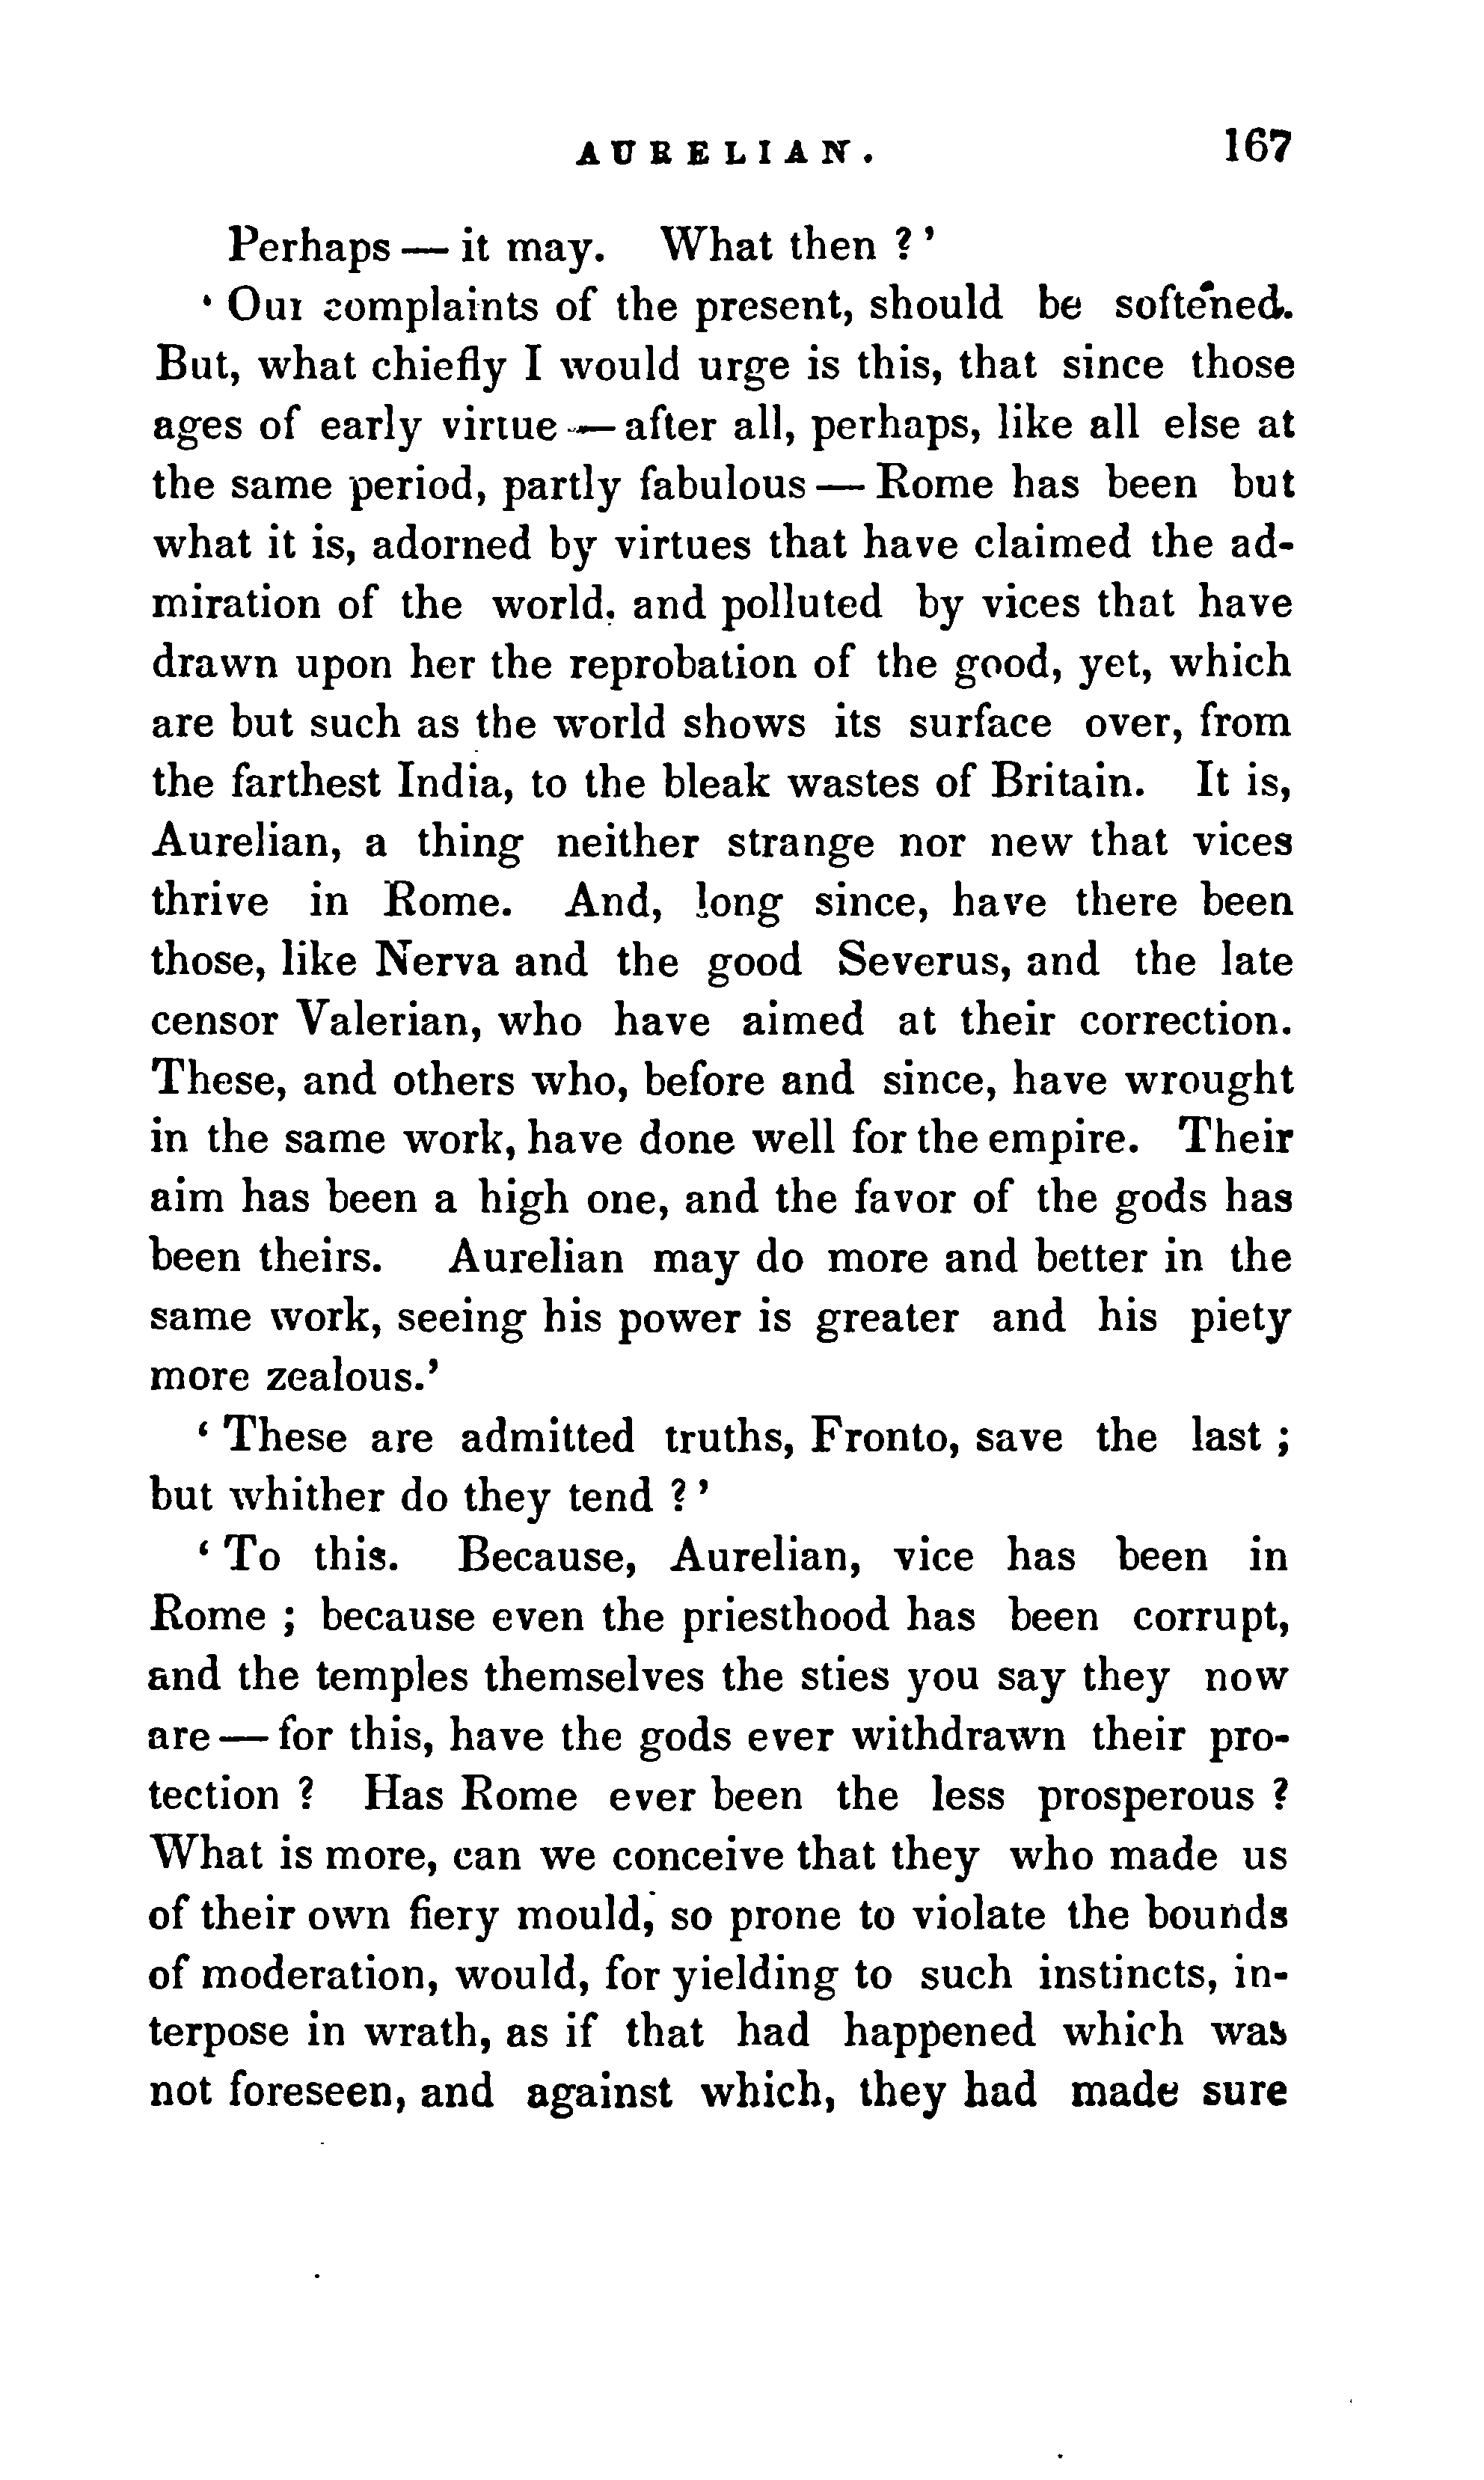 AURELIAN. 167
Perhaps — it may. What then ?’
‘ Our complaints of the present, should be softened.
But, what chiefly I would urge is this, that since those
ages of early virtue — after all, perhaps, like all else at
the same period, partly fabulous — Rome has been but
what it is, adorned by virtues that have claimed the ad-
miration of the world, and polluted by vices that have
drawn upon her the reprobation of the good, yet, which
are but such as the world shows its surface over, from
the farthest India, to the bleak wastes of Britain. It is,
Aurelian, a thing neither strange nor new that vices
thrive in Rome. And, long since, have there been
those, like Nerva and the good Severus, and the late
censor Valerian, who have aimed at their correction.
These, and others who, before and since, have wrought
in the same work, have done well for the empire. Their
aim has been a high one, and the favor of the gods has
been theirs. Aurelian may do more and better in the
same work, seeing his power is greater and his piety
more zealous.’
‘ These are admitted truths, Fronto, save the last ;
but whither do they tend ?’
‘ To this. Because, Aurelian, vice has been in
Rome ; because even the priesthood has been corrupt,
and the temples themselves the sties you say they now
are — for this, have the gods ever withdrawn their pro-
tection ? Has Rome ever been the less prosperous ?
What is more, can we conceive that they who made us
of their own fiery mould, so prone to violate the bounds
of moderation, would, for yielding to such instincts, in-
terpose in wrath, as if that had happened which was
not foreseen, and against which, they had made sure